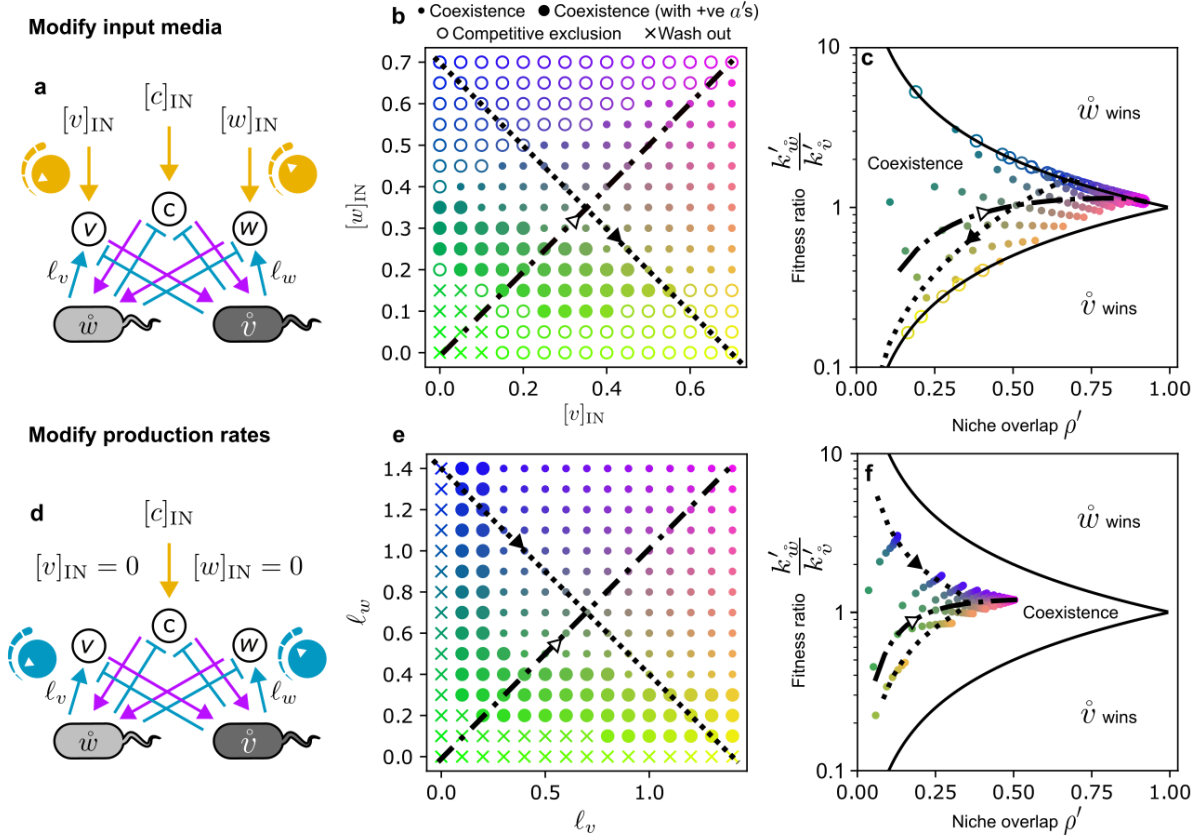 Modify input media
a
[v]IN
[c]IN
[w]IN
v
c
w
ℓv
ℓw
ẘ
v̊
• Coexistence ● Coexistence (with +ve a′s)
○ Competitive exclusion × Wash out
b
0.7
0.6
0.5
0.4
0.3
0.2
0.1
0.0
[w]IN
0.0 0.2 0.4 0.6
[v]IN
c
10
1
0.1
Fitness ratio k′ẘ / k′v̊
ẘ wins
Coexistence
v̊ wins
0.00 0.25 0.50 0.75 1.00
Niche overlap ρ′
Modify production rates
d
[c]IN
[v]IN = 0 [w]IN = 0
v
c
w
ℓv
ℓw
ẘ
v̊
e
1.4
1.2
1.0
0.8
0.6
0.4
0.2
0.0
ℓw
0.0 0.5 1.0
ℓv
f
10
1
0.1
Fitness ratio k′ẘ / k′v̊
ẘ wins
Coexistence
v̊ wins
0.00 0.25 0.50 0.75 1.00
Niche overlap ρ′